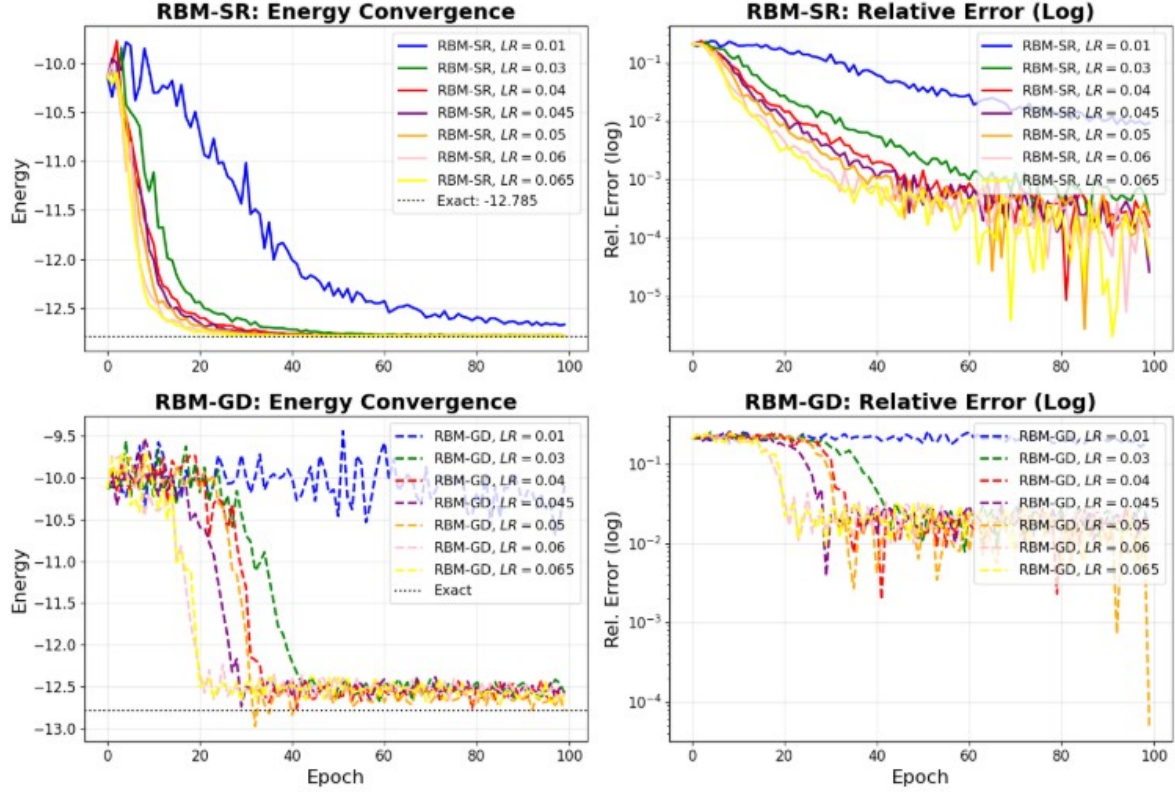 RBM-SR: Energy Convergence
RBM-SR, LR = 0.01
RBM-SR, LR = 0.03
RBM-SR, LR = 0.04
RBM-SR, LR = 0.045
RBM-SR, LR = 0.05
RBM-SR, LR = 0.06
RBM-SR, LR = 0.065
Exact: -12.785
Energy
−10.0
−10.5
−11.0
−11.5
−12.0
−12.5
0 20 40 60 80 100
RBM-SR: Relative Error (Log)
RBM-SR, LR = 0.01
RBM-SR, LR = 0.03
RBM-SR, LR = 0.04
RBM-SR, LR = 0.045
RBM-SR, LR = 0.05
RBM-SR, LR = 0.06
RBM-SR, LR = 0.065
Rel. Error (log)
10⁻¹
10⁻²
10⁻³
10⁻⁴
10⁻⁵
0 20 40 60 80 100
RBM-GD: Energy Convergence
RBM-GD, LR = 0.01
RBM-GD, LR = 0.03
RBM-GD, LR = 0.04
RBM-GD, LR = 0.045
RBM-GD, LR = 0.05
RBM-GD, LR = 0.06
RBM-GD, LR = 0.065
Exact
Energy
−9.5
−10.0
−10.5
−11.0
−11.5
−12.0
−12.5
−13.0
0 20 40 60 80 100
Epoch
RBM-GD: Relative Error (Log)
RBM-GD, LR = 0.01
RBM-GD, LR = 0.03
RBM-GD, LR = 0.04
RBM-GD, LR = 0.045
RBM-GD, LR = 0.05
RBM-GD, LR = 0.06
RBM-GD, LR = 0.065
Rel. Error (log)
10⁻¹
10⁻²
10⁻³
10⁻⁴
0 20 40 60 80 100
Epoch